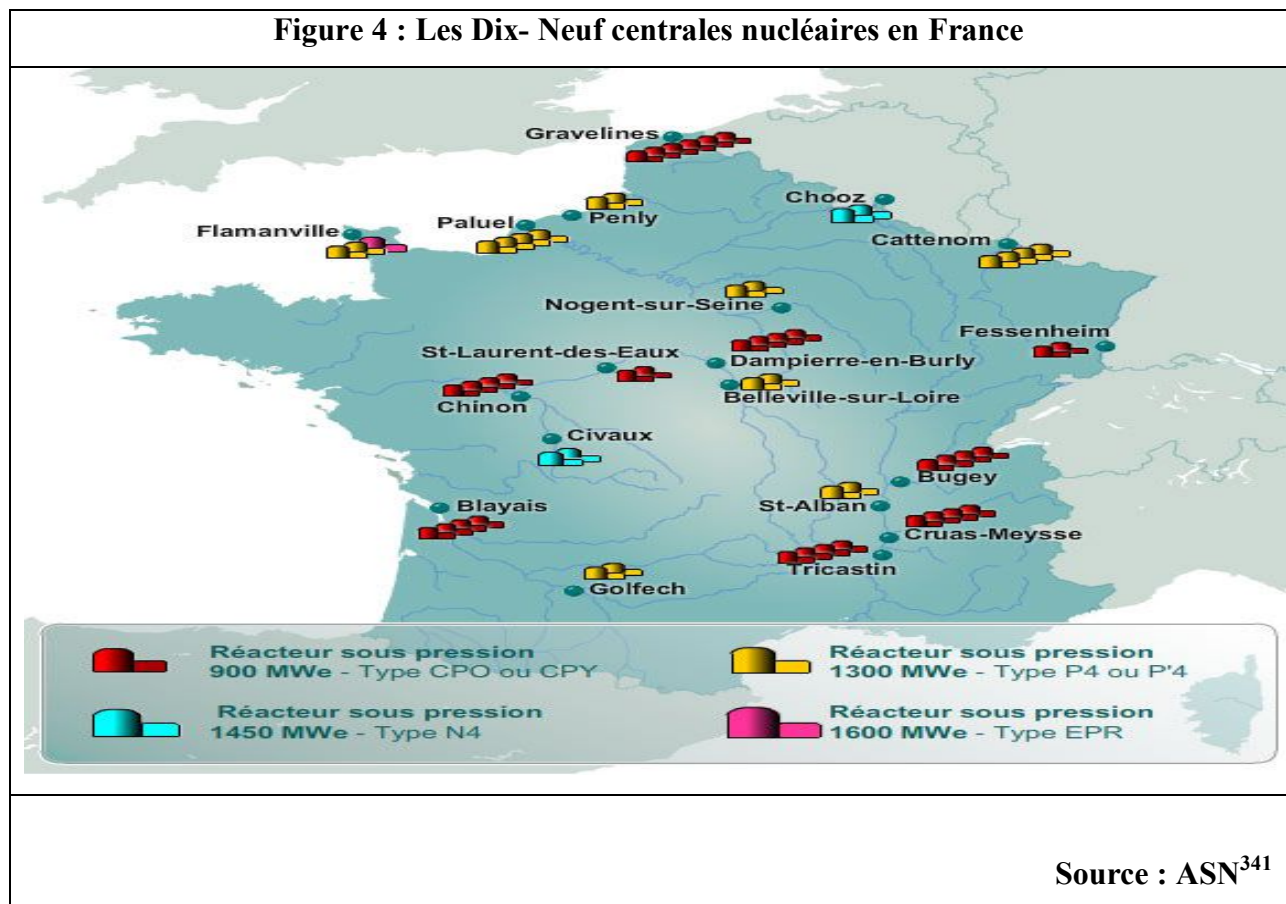 Figure 4 : Les Dix- Neuf centrales nucléaires en France
Gravelines
Chooz
Penly
Paluel
Flamanville
Cattenom
Nogent-sur-Seine
Fessenheim
St-Laurent-des-Eaux
Dampierre-en-Burly
Belleville-sur-Loire
Chinon
Civaux
Bugey
Blayais
St-Alban
Cruas-Meysse
Tricastin
Golfech
Réacteur sous pression
900 MWe - Type CPO ou CPY
Réacteur sous pression
1300 MWe - Type P4 ou P'4
Réacteur sous pression
1450 MWe - Type N4
Réacteur sous pression
1600 MWe - Type EPR
Source : ASN341